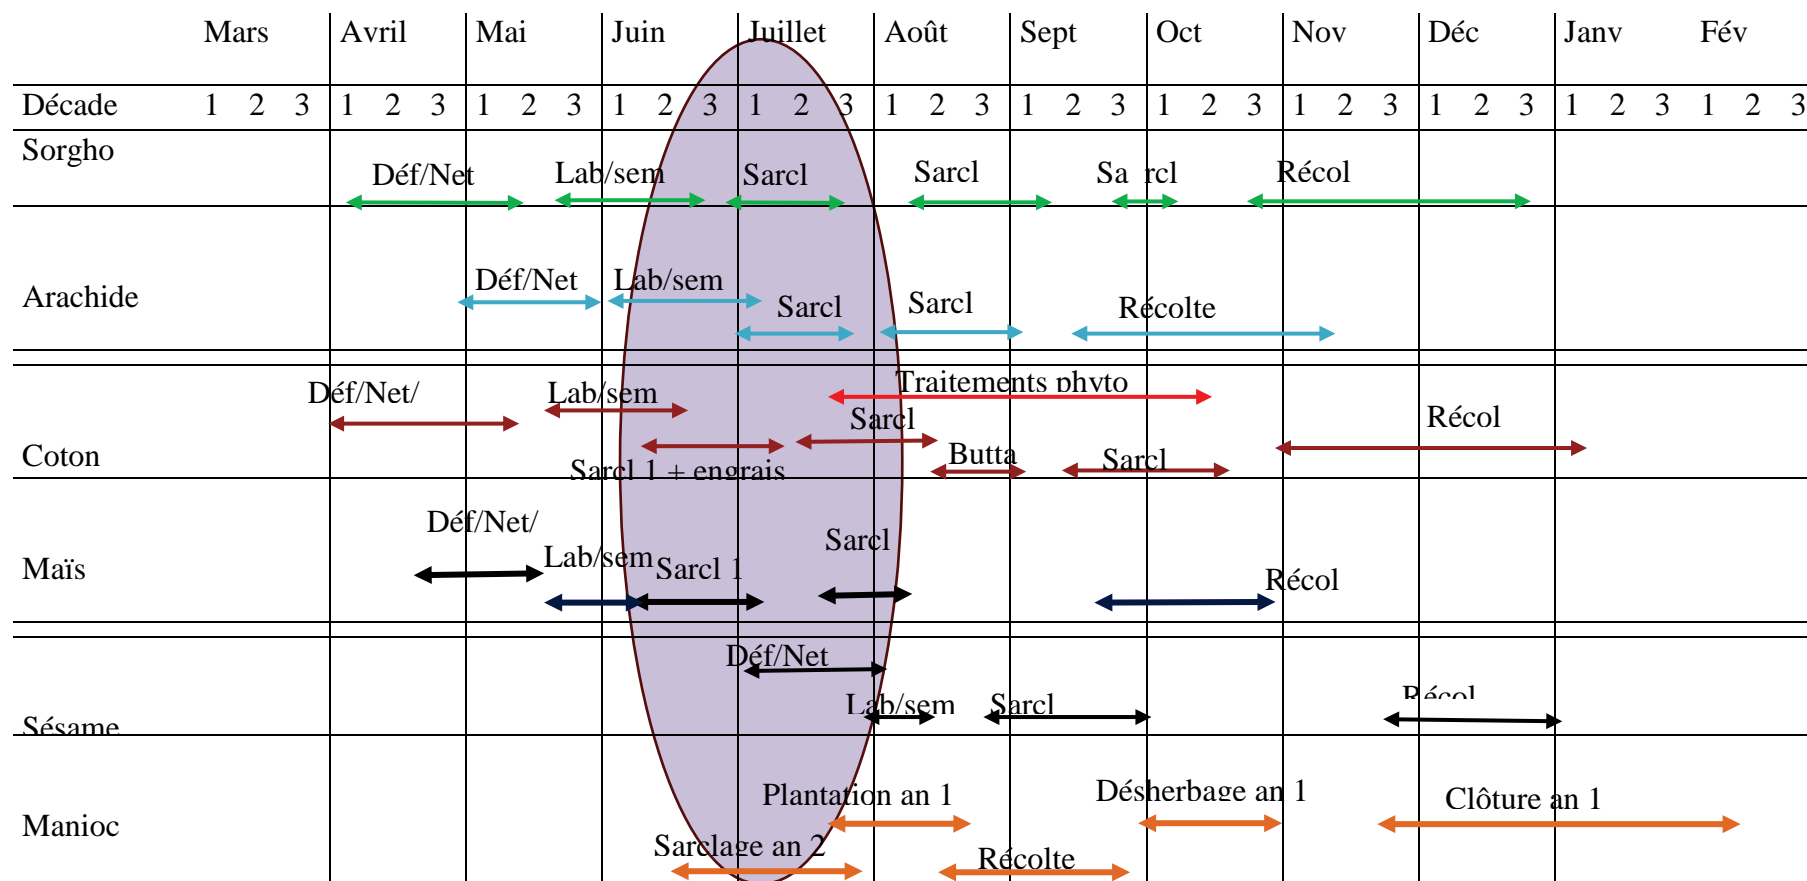 Mars Avril Mai Juin Juillet Août Sept Oct Nov Déc Janv Fév
Décade 1 2 3 1 2 3 1 2 3 1 2 3 1 2 3 1 2 3 1 2 3 1 2 3 1 2 3 1 2 3 1 2 3 1 2 3
Sorgho
Déf/Net Lab/sem Sarcl Sarcl Sa rcl Récol
Déf/Net Lab/sem
Arachide Sarcl Sarcl Récolte
Déf/Net/ Lab/sem Traitements phyto
Sarcl Récol
Coton Butta Sarcl
Sarcl 1 + engrais
Déf/Net/
Sarcl
Maïs Lab/sem Sarcl 1 Récol
Déf/Net
Lab/sem Sarcl Récol
Sésame
Plantation an 1 Désherbage an 1 Clôture an 1
Manioc
Sarclage an 2 Récolte